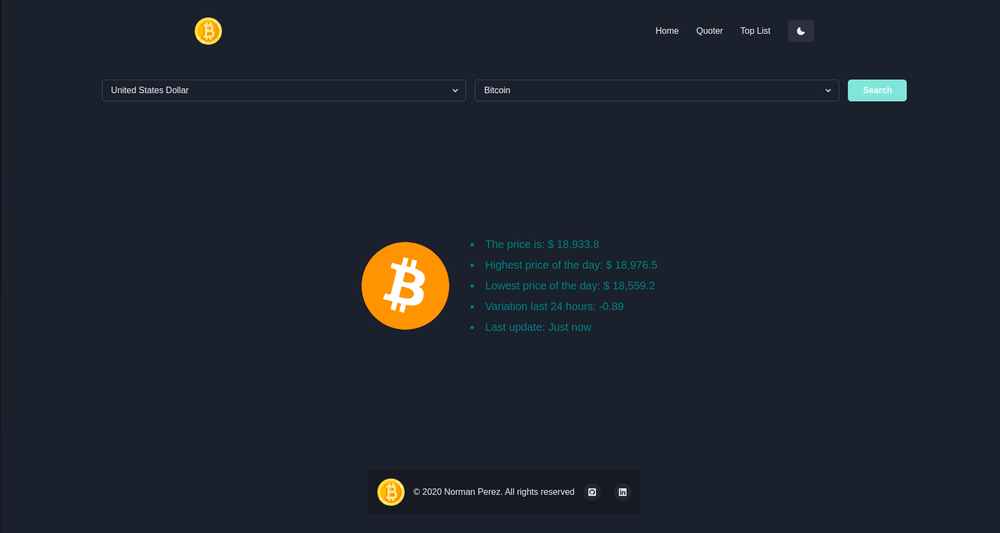 Home Quoter Top List
United States Dollar Bitcoin Search
The price is: $ 18,933.8
Highest price of the day: $ 18,976.5
Lowest price of the day: $ 18,559.2
Variation last 24 hours: -0.89
Last update: Just now
© 2020 Norman Perez. All rights reserved